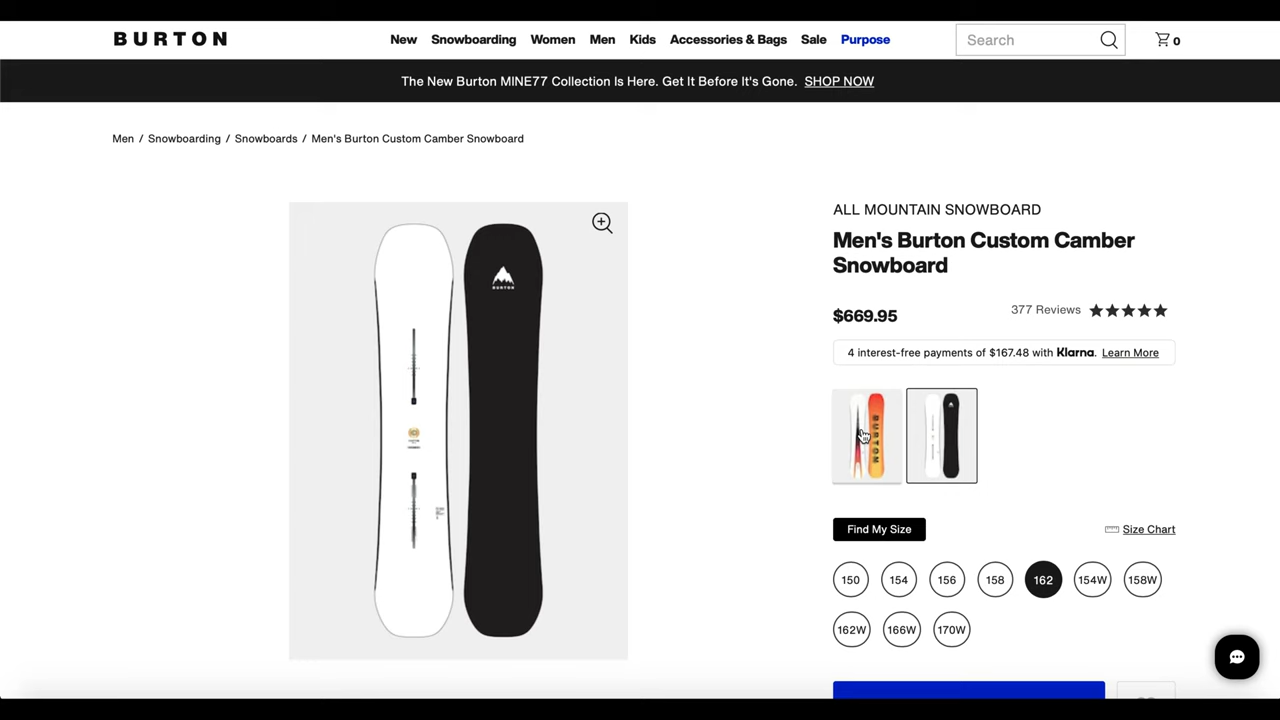 BURTON
New Snowboarding Women Men Kids Accessories & Bags Sale Purpose
Search
0
The New Burton MINE77 Collection Is Here. Get It Before It's Gone. SHOP NOW
Men / Snowboarding / Snowboards / Men's Burton Custom Camber Snowboard
BURTON
ALL MOUNTAIN SNOWBOARD
Men's Burton Custom Camber
Snowboard
$669.95
377 Reviews
4 interest-free payments of $167.48 with Klarna. Learn More
BURTON
Find My Size
Size Chart
150 154 156 158 162 154W 158W
162W 166W 170W